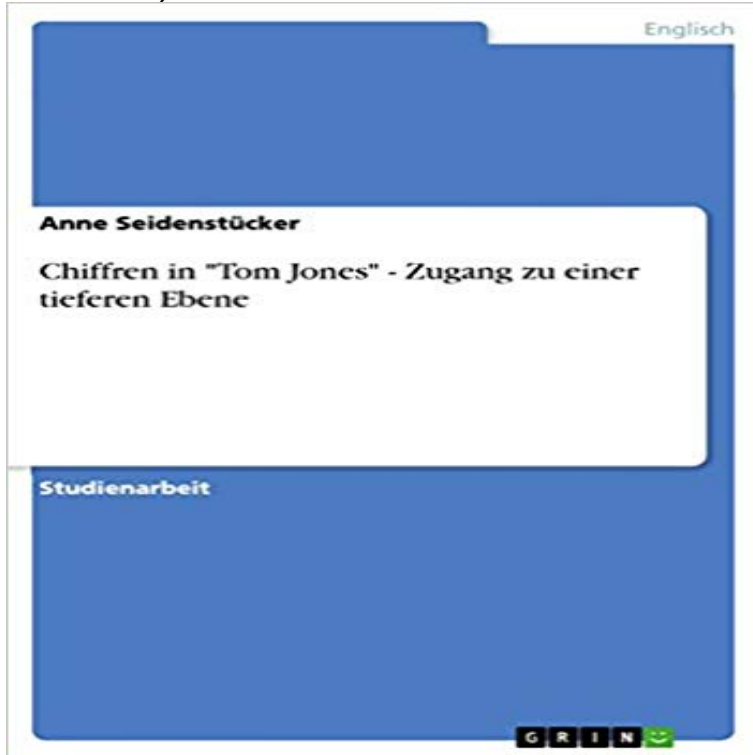 Englisch
Anne Seidenstücker
Chiffren in "Tom Jones" - Zugang zu einer
tieferen Ebene
Studienarbeit
GRIN